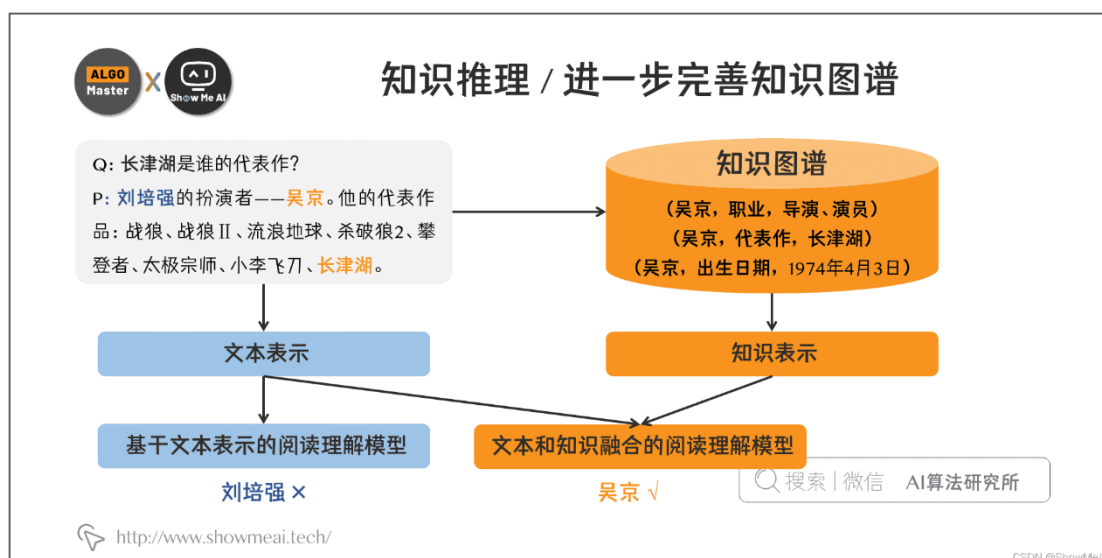 ALGO
Master
X
Show Me AI
知识推理 / 进一步完善知识图谱
Q: 长津湖是谁的代表作?
P: 刘培强的扮演者——吴京。他的代表作
品: 战狼、战狼Ⅱ、流浪地球、杀破狼2、攀
登者、太极宗师、小李飞刀、长津湖。
知识图谱
(吴京, 职业, 导演、演员)
(吴京, 代表作, 长津湖)
(吴京, 出生日期, 1974年4月3日)
文本表示
知识表示
基于文本表示的阅读理解模型
文本和知识融合的阅读理解模型
刘培强 ×
吴京 √
搜索 | 微信 AI算法研究所
http://www.showmeai.tech/
CSDN @ShowMeAI